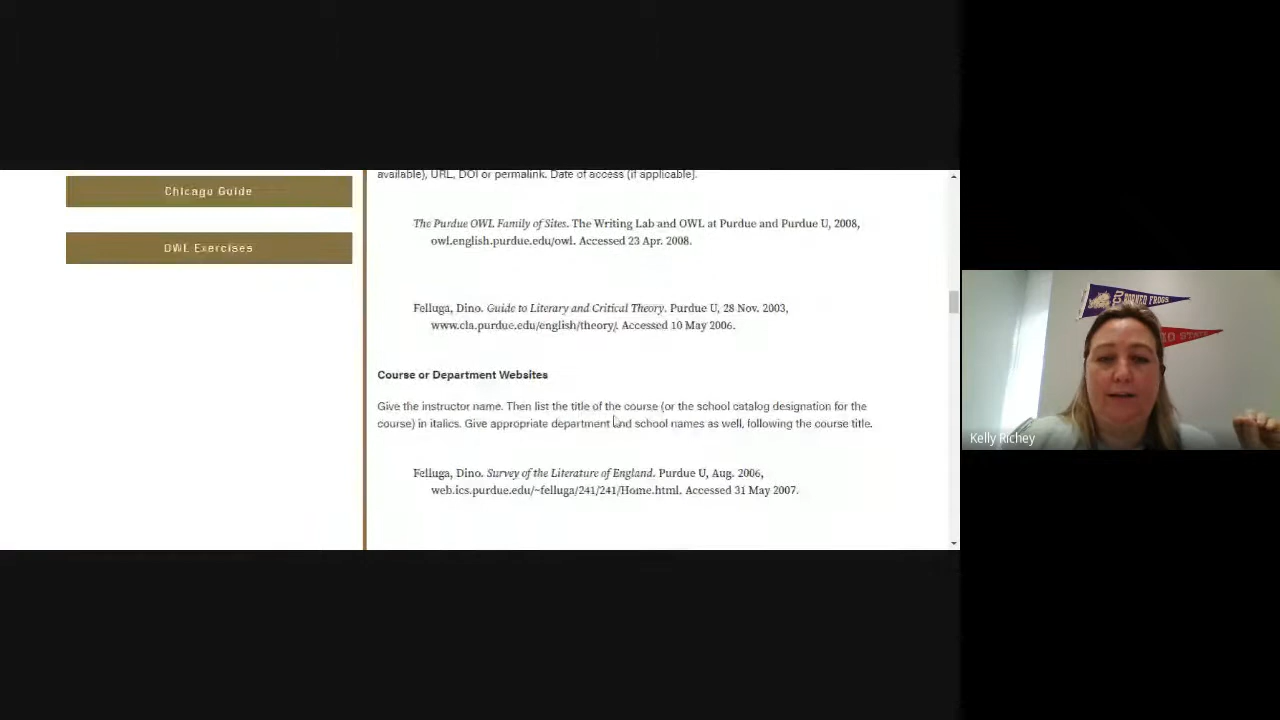 Chicago Guide
OWL Exercises
available), URL, DOI or permalink. Date of access (if applicable).
The Purdue OWL Family of Sites. The Writing Lab and OWL at Purdue and Purdue U, 2008,
owl.english.purdue.edu/owl. Accessed 23 Apr. 2008.
Felluga, Dino. Guide to Literary and Critical Theory. Purdue U, 28 Nov. 2003,
www.cla.purdue.edu/english/theory/. Accessed 10 May 2006.
Course or Department Websites
Give the instructor name. Then list the title of the course (or the school catalog designation for the
course) in italics. Give appropriate department and school names as well, following the course title.
Felluga, Dino. Survey of the Literature of England. Purdue U, Aug. 2006,
web.ics.purdue.edu/~felluga/241/241/Home.html. Accessed 31 May 2007.
HORNED FROGS
Kelly Richey